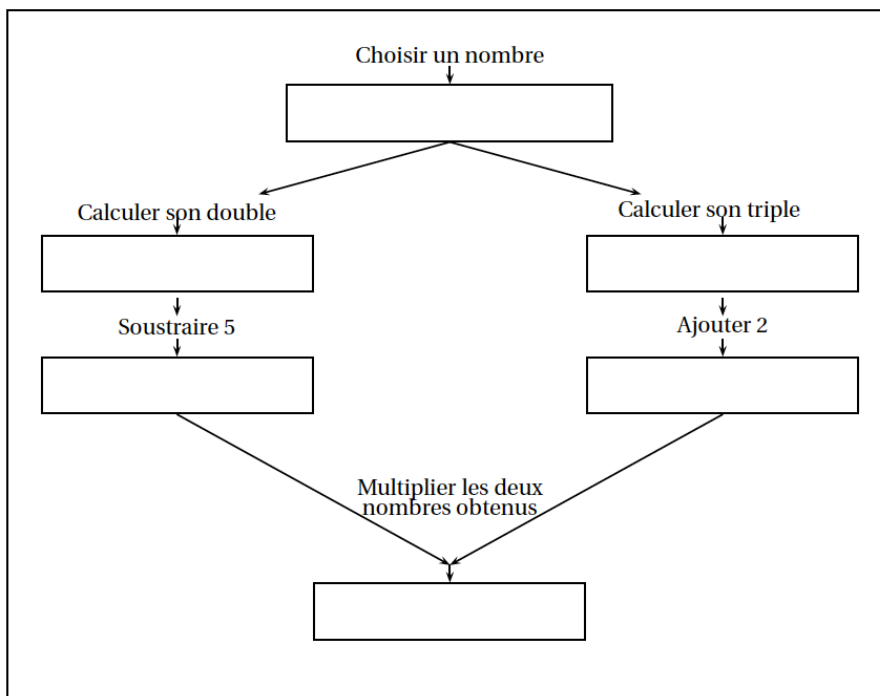 Choisir un nombre
Calculer son double
Calculer son triple
Soustraire 5
Ajouter 2
Multiplier les deux
nombres obtenus